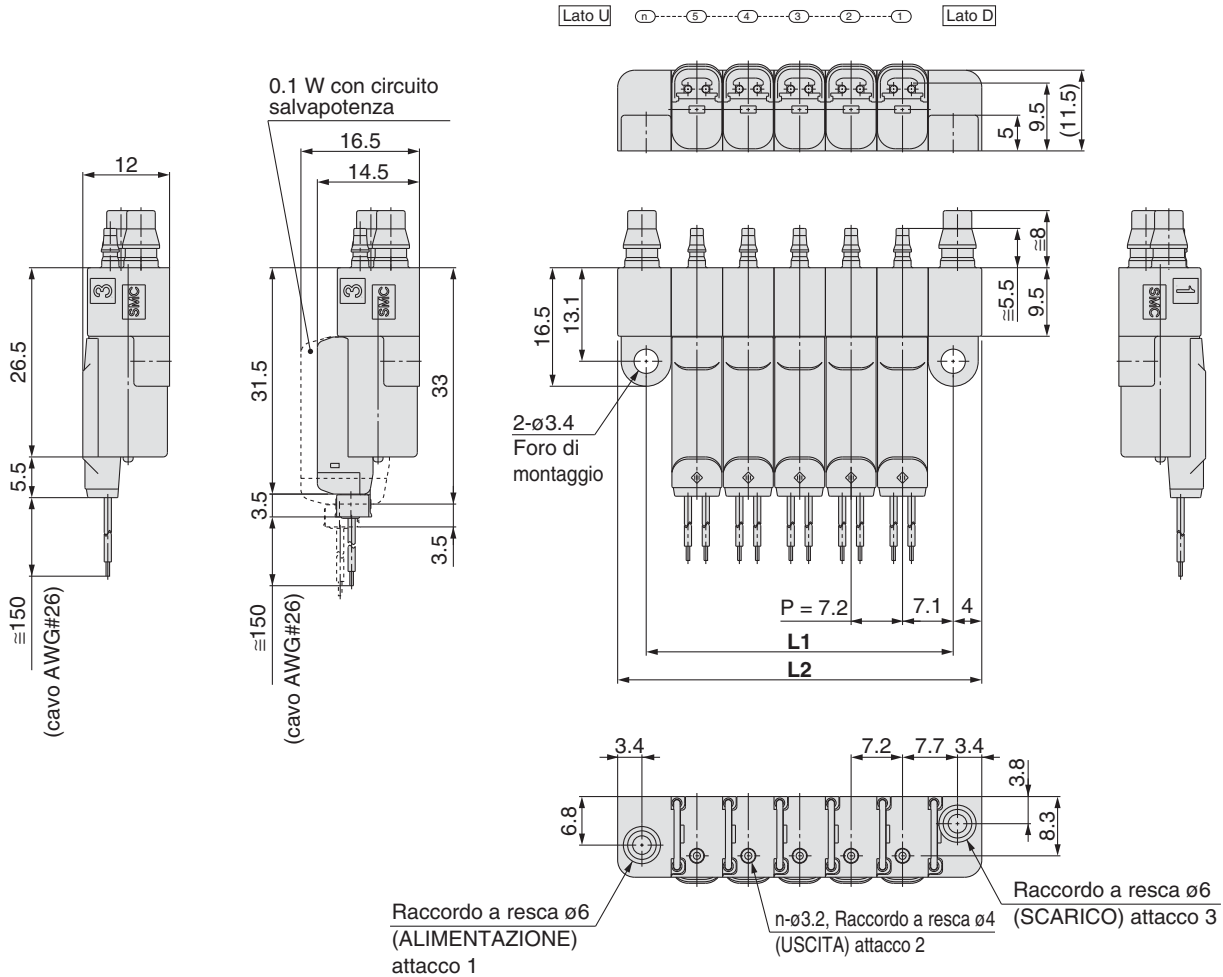 Lato U
n
5
4
3
2
1
Lato D
0.1 W con circuito
salvapotenza
16.5
14.5
12
9.5
(11.5)
5
3
SMC
3
SMC
1
SMC
26.5
5.5
≅150
(cavo AWG#26)
31.5
33
3.5
3.5
≅150
(cavo AWG#26)
16.5
13.1
≅8
≅5.5
9.5
2-ø3.4
Foro di
montaggio
P = 7.2
7.1
4
L1
L2
3.4
7.2
7.7
3.4
3.8
6.8
8.3
Raccordo a resca ø6
(ALIMENTAZIONE)
attacco 1
n-ø3.2, Raccordo a resca ø4
(USCITA) attacco 2
Raccordo a resca ø6
(SCARICO) attacco 3